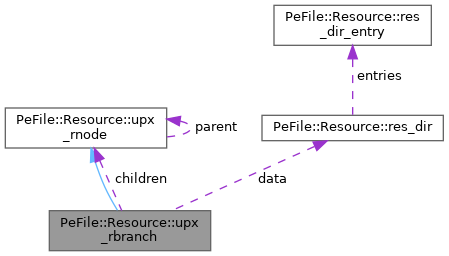 PeFile::Resource::res
_dir_entry
entries
PeFile::Resource::upx
_rnode
parent
PeFile::Resource::res_dir
children
data
PeFile::Resource::upx
_rbranch